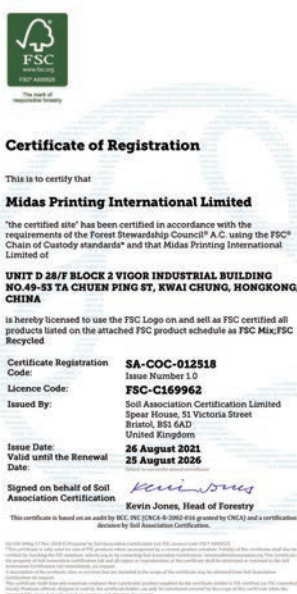 FSC
www.fsc.org
FSC® A000525
The mark of
responsible forestry
Certificate of Registration
This is to certify that
Midas Printing International Limited
"the certified site" has been certified in accordance with the
requirements of the Forest Stewardship Council® A.C. using the FSC®
Chain of Custody standards* and that Midas Printing International
Limited of
UNIT D 28/F BLOCK 2 VIGOR INDUSTRIAL BUILDING
NO.49-53 TA CHUEN PING ST, KWAI CHUNG, HONGKONG,
CHINA
is hereby licensed to use the FSC Logo on and sell as FSC certified all
products listed on the attached FSC product schedule as FSC Mix;FSC
Recycled
Certificate Registration Code: SA-COC-012518
Issue Number 1.0
Licence Code: FSC-C169962
Issued By: Soil Association Certification Limited
Spear House, 51 Victoria Street
Bristol, BS1 6AD
United Kingdom
Issue Date: 26 August 2021
Valid until the Renewal Date: 25 August 2026
Signed on behalf of Soil
Association Certification
Kevin Jones
Kevin Jones, Head of Forestry
This certificate is based on an audit by BCC, INC (CNCA-R-2002-016 granted by CNCA) and a certification
decision by Soil Association Certification.